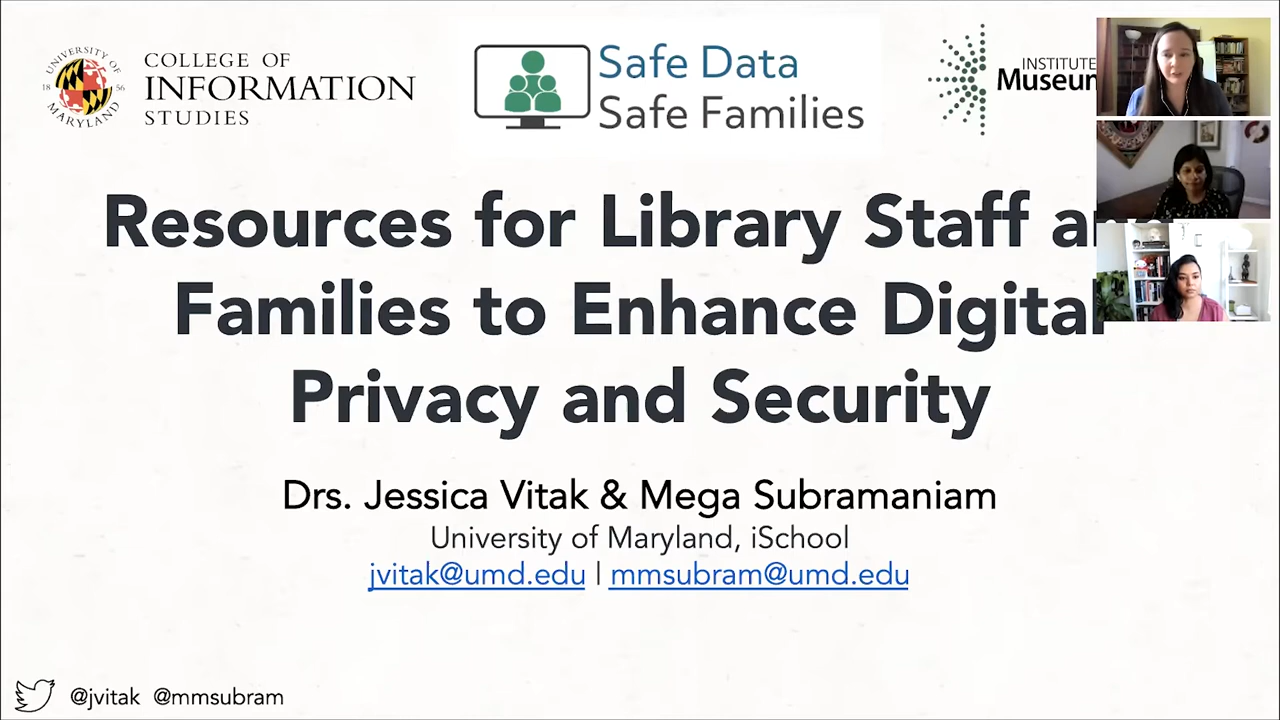 UNIVERSITY OF MARYLAND
18 56
COLLEGE OF
INFORMATION
STUDIES
Safe Data
Safe Families
INSTITUTE
Museum
Resources for Library Staff
Families to Enhance Digital
Privacy and Security
Drs. Jessica Vitak & Mega Subramaniam
University of Maryland, iSchool
jvitak@umd.edu | mmsubram@umd.edu
@jvitak @mmsubram